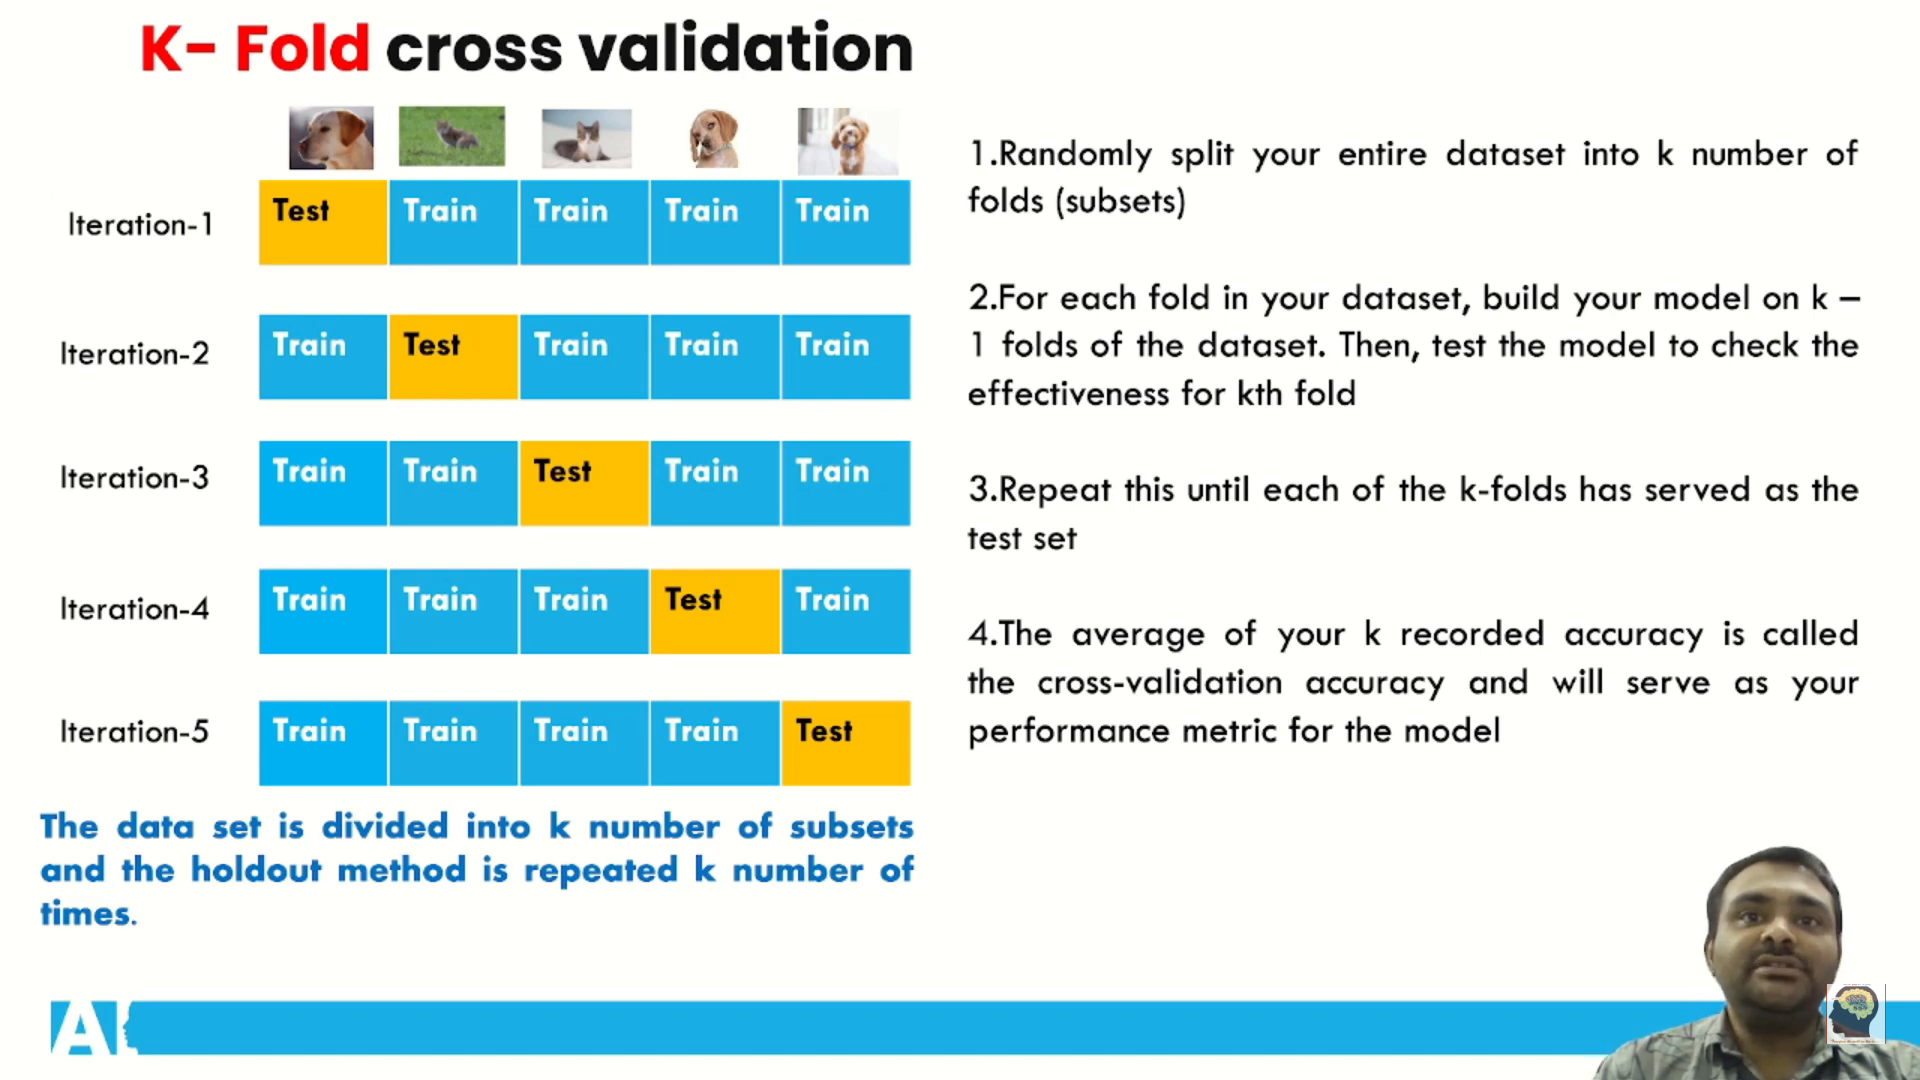 K- Fold cross validation
Iteration-1
Test Train Train Train Train
Iteration-2
Train Test Train Train Train
Iteration-3
Train Train Test Train Train
Iteration-4
Train Train Train Test Train
Iteration-5
Train Train Train Train Test
The data set is divided into k number of subsets
and the holdout method is repeated k number of
times.
1.Randomly split your entire dataset into k number of
folds (subsets)
2.For each fold in your dataset, build your model on k –
1 folds of the dataset. Then, test the model to check the
effectiveness for kth fold
3.Repeat this until each of the k-folds has served as the
test set
4.The average of your k recorded accuracy is called
the cross-validation accuracy and will serve as your
performance metric for the model
AI